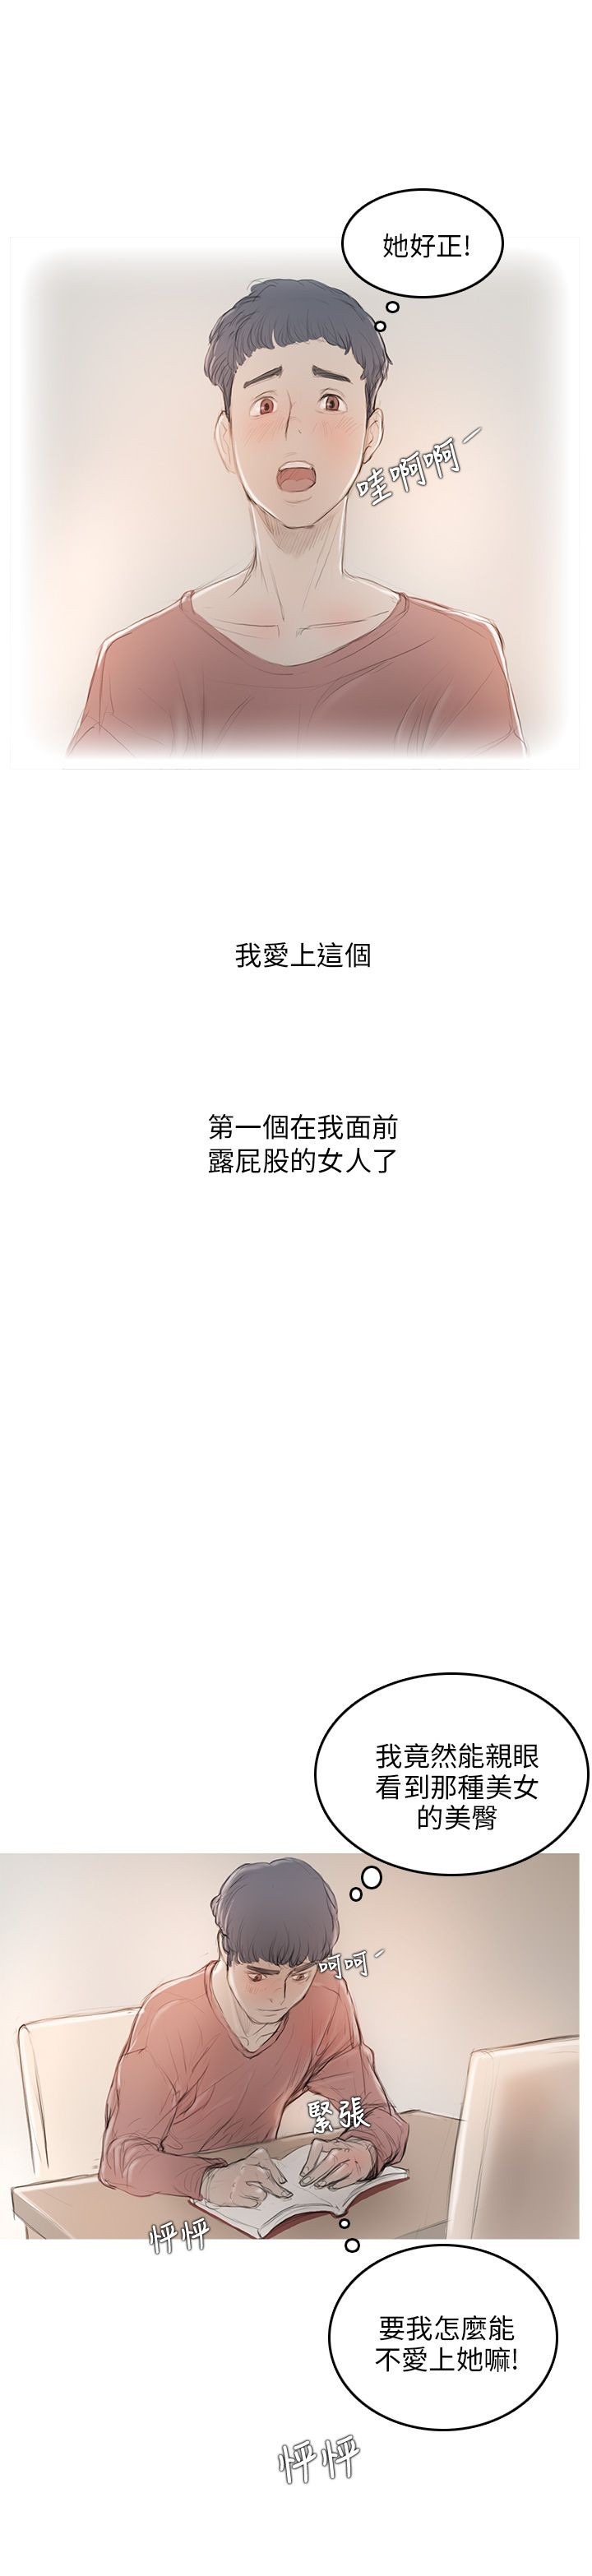 她好正!
哇啊啊
我愛上這個
第一個在我面前
露屁股的女人了
我竟然能親眼
看到那種美女
的美臀
呵呵
緊張
怦怦
要我怎麼能
不愛上她嘛!
怦怦